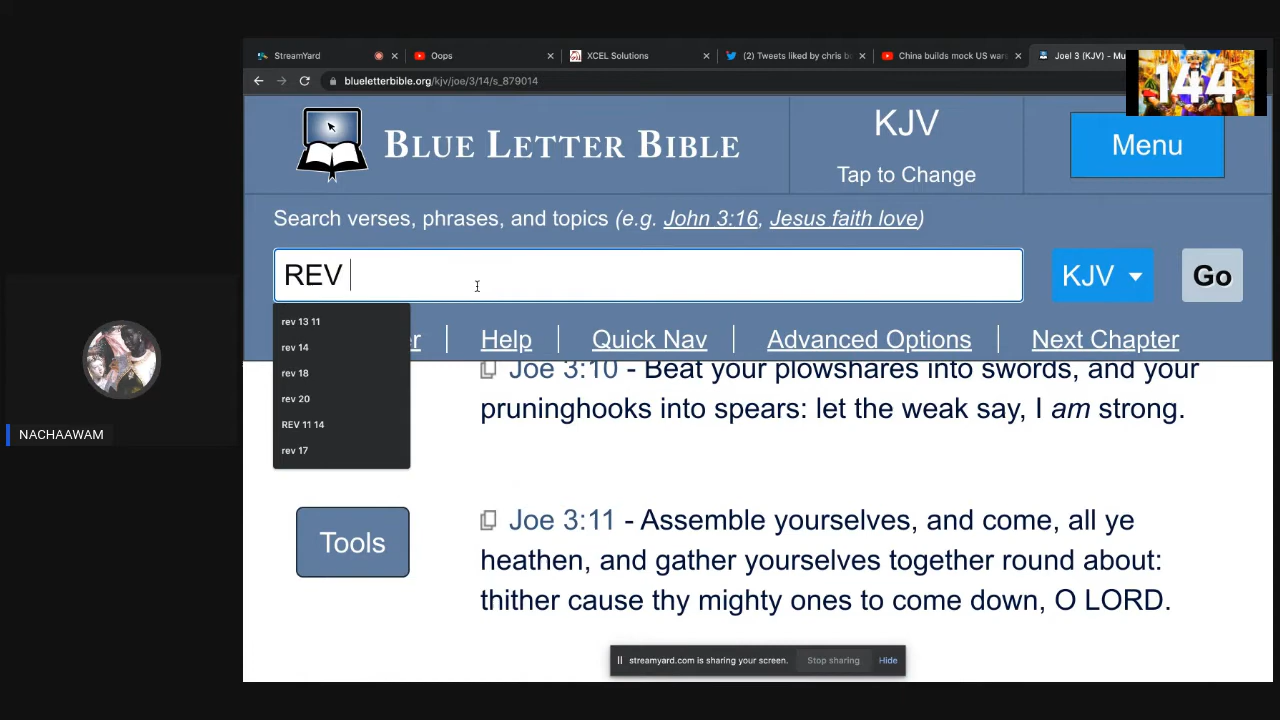 StreamYard
Oops
XCEL Solutions
(2) Tweets liked by chris b
China builds mock US war
Joel 3 (KJV) - M
144
blueletterbible.org/kjv/joe/3/14/s_879014
BLUE LETTER BIBLE
KJV
Tap to Change
Menu
Search verses, phrases, and topics (e.g. John 3:16, Jesus faith love)
REV
KJV
Go
rev 13 11
rev 14
rev 18
rev 20
REV 11 14
rev 17
er
Help
Quick Nav
Advanced Options
Next Chapter
Joe 3:10 - Beat your plowshares into swords, and your
pruninghooks into spears: let the weak say, I am strong.
NACHAAWAM
Tools
Joe 3:11 - Assemble yourselves, and come, all ye
heathen, and gather yourselves together round about:
thither cause thy mighty ones to come down, O LORD.
streamyard.com is sharing your screen.
Stop sharing
Hide